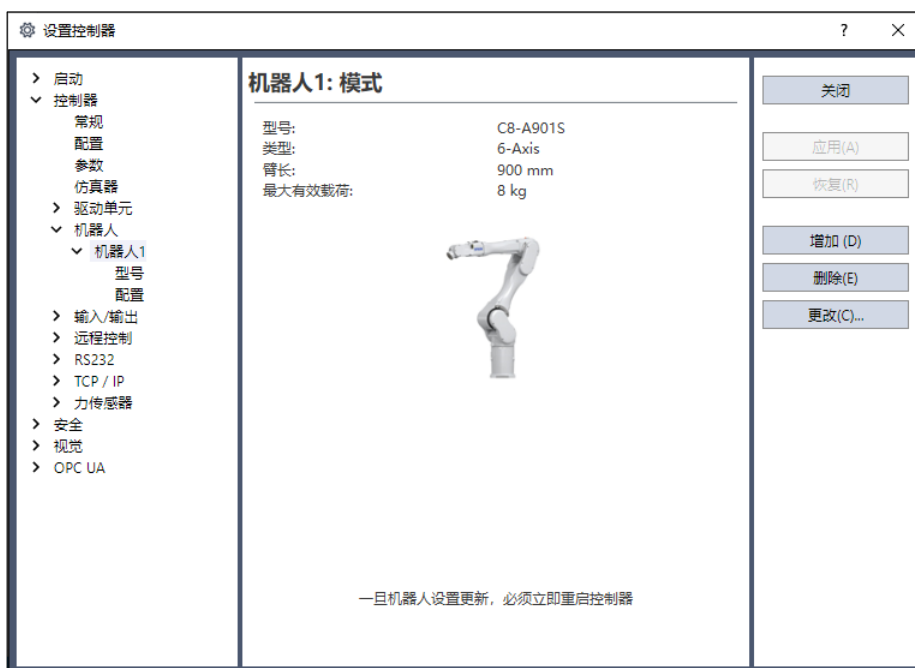 设置控制器
?
启动
控制器
常规
配置
参数
仿真器
驱动单元
机器人
机器人1
型号
配置
输入/输出
远程控制
RS232
TCP / IP
力传感器
安全
视觉
OPC UA
机器人1: 模式
型号: C8-A901S
类型: 6-Axis
臂长: 900 mm
最大有效载荷: 8 kg
一旦机器人设置更新，必须立即重启控制器
关闭
应用(A)
恢复(R)
增加 (D)
删除(E)
更改(C)...